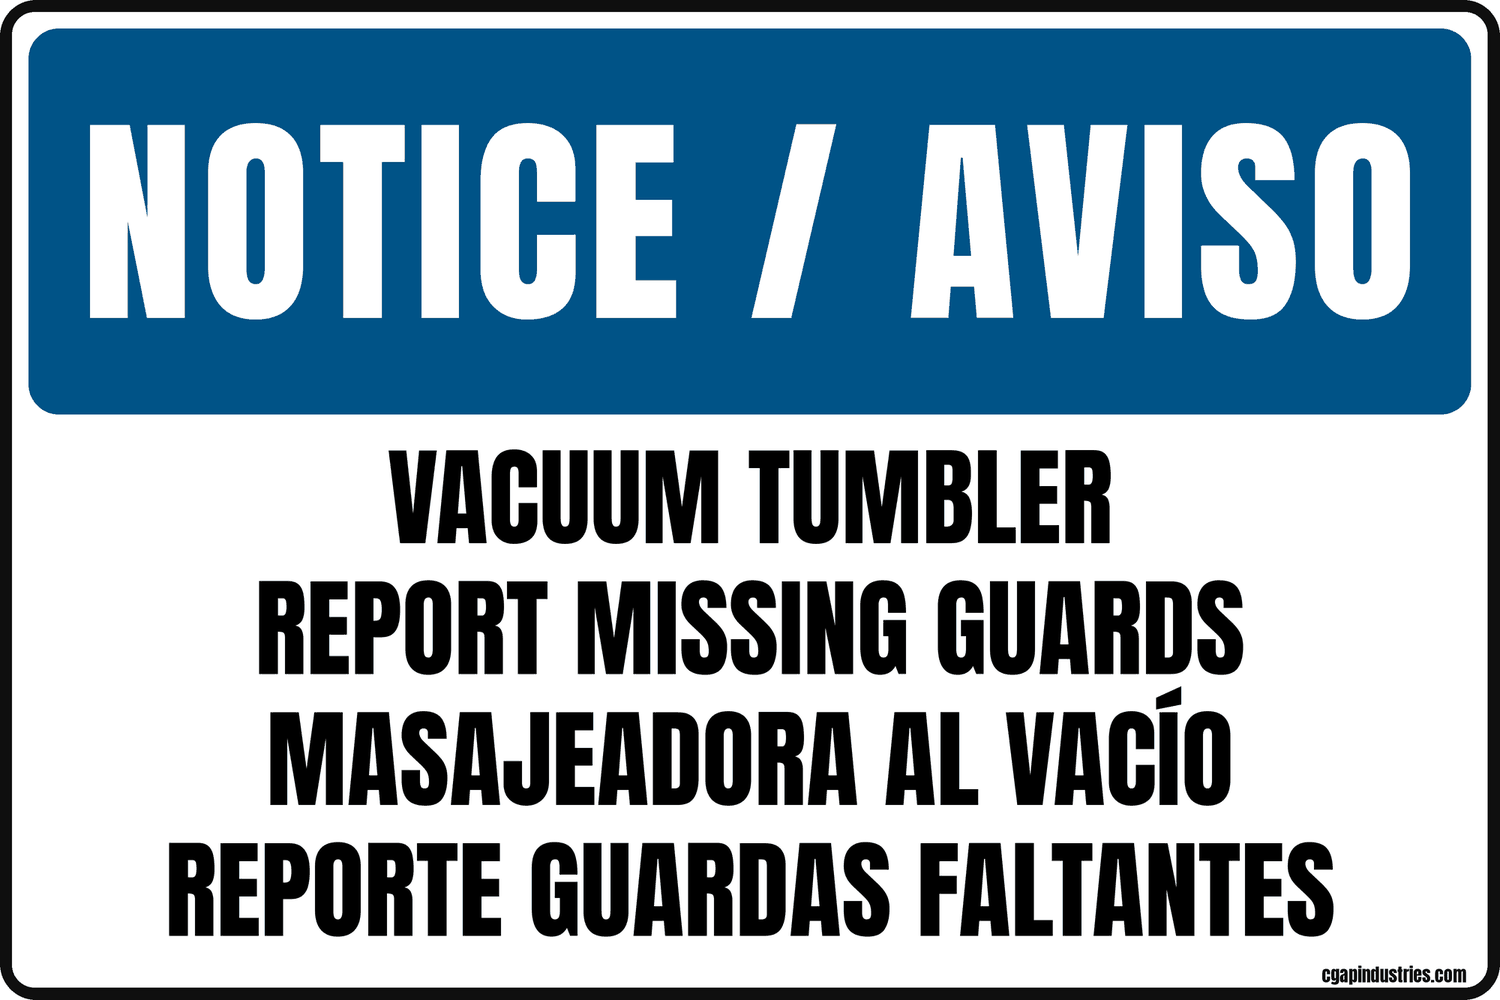 NOTICE / AVISO
VACUUM TUMBLER
REPORT MISSING GUARDS
MASAJEADORA AL VACÍO
REPORTE GUARDAS FALTANTES
cgapindustries.com